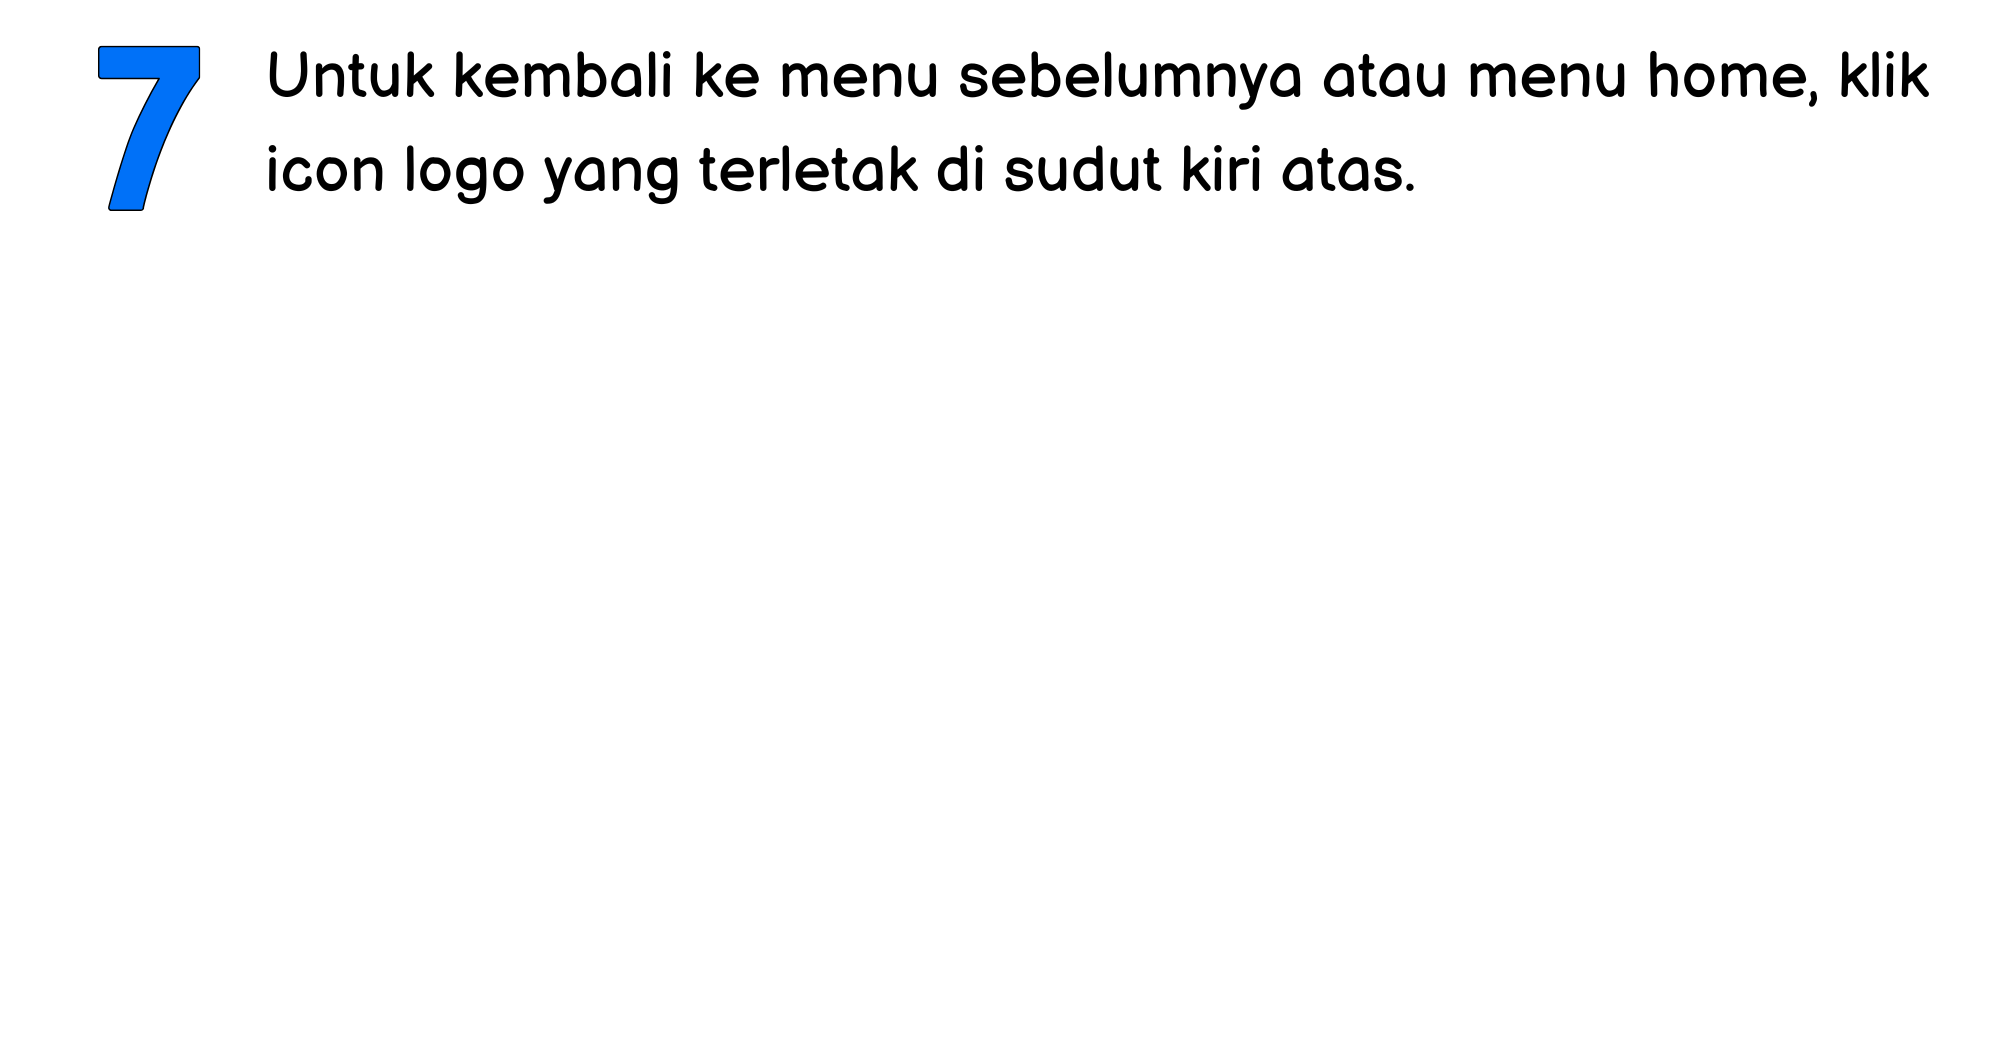 7
Untuk kembali ke menu sebelumnya atau menu home, klik
icon logo yang terletak di sudut kiri atas.